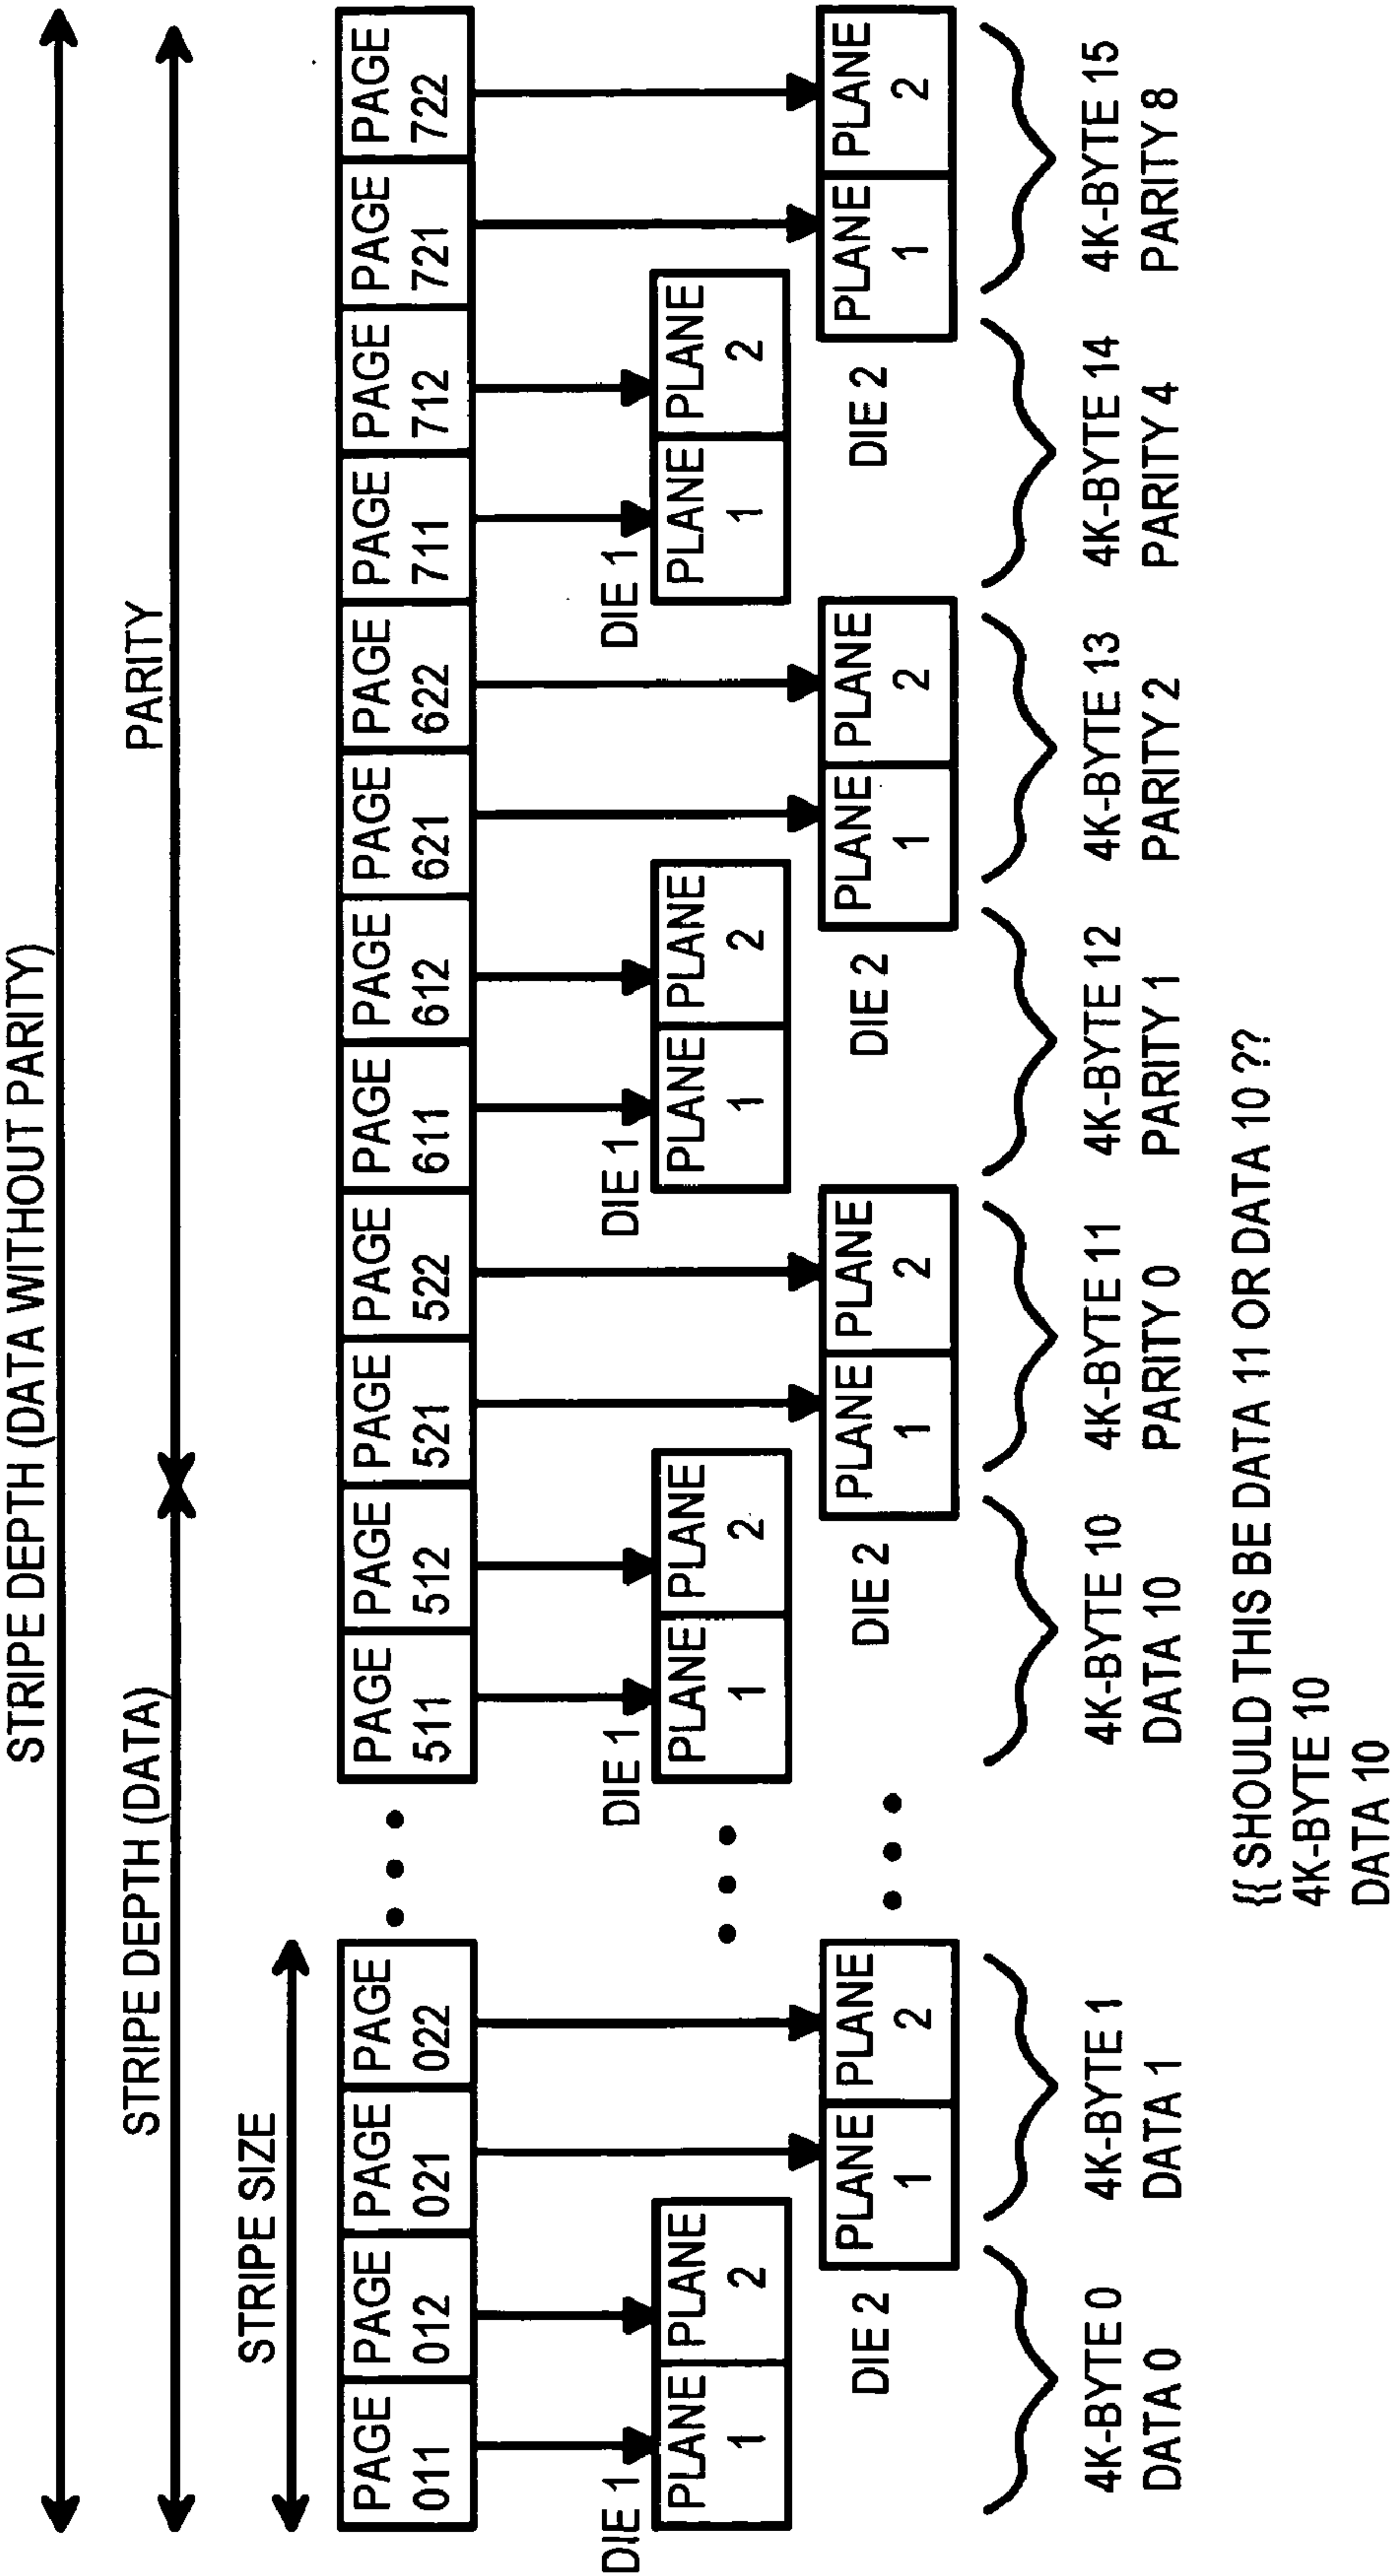 STRIPE DEPTH (DATA WITHOUT PARITY)
STRIPE DEPTH (DATA)
PARITY
STRIPE SIZE
PAGE
011
PAGE
012
PAGE
021
PAGE
022
PAGE
511
PAGE
512
PAGE
521
PAGE
522
PAGE
611
PAGE
612
PAGE
621
PAGE
622
PAGE
711
PAGE
712
PAGE
721
PAGE
722
DIE 1
PLANE
1
PLANE
2
DIE 1
PLANE
1
PLANE
2
DIE 1
PLANE
1
PLANE
2
DIE 1
PLANE
1
PLANE
2
DIE 2
PLANE
1
PLANE
2
DIE 2
PLANE
1
PLANE
2
DIE 2
PLANE
1
PLANE
2
DIE 2
PLANE
1
PLANE
2
4K-BYTE 0
DATA 0
4K-BYTE 1
DATA 1
4K-BYTE 10
DATA 10
4K-BYTE 11
PARITY 0
4K-BYTE 12
PARITY 1
4K-BYTE 13
PARITY 2
4K-BYTE 14
PARITY 4
4K-BYTE 15
PARITY 8
{{ SHOULD THIS BE DATA 11 OR DATA 10 ??
4K-BYTE 10
DATA 10